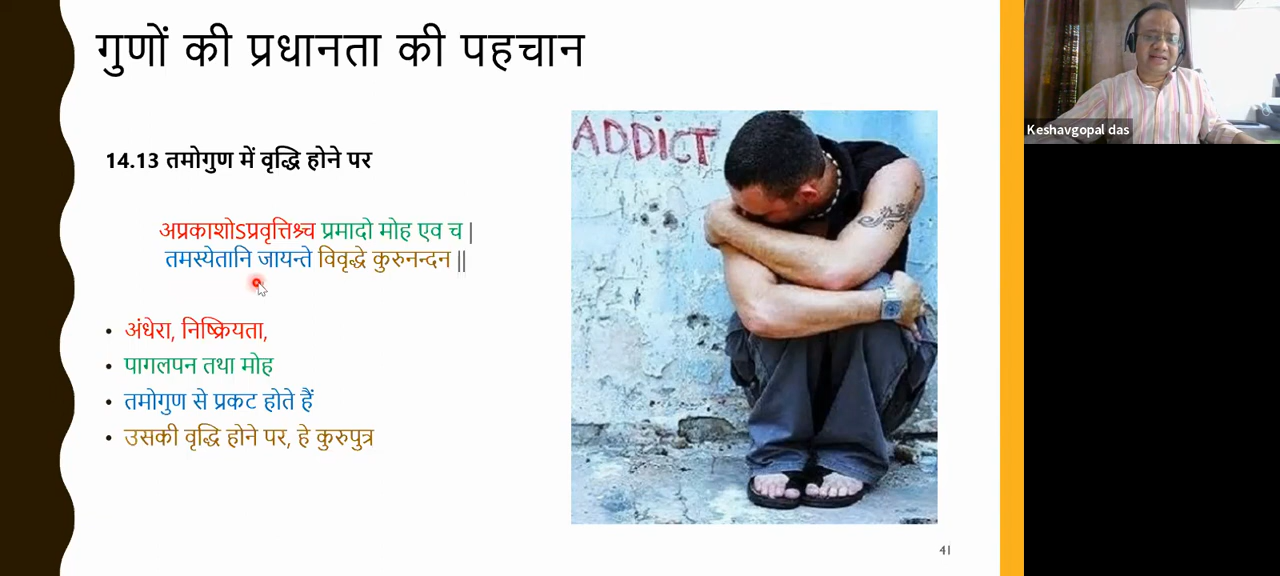 गुणों की प्रधानता की पहचान
14.13 तमोगुण में वृद्धि होने पर
अप्रकाशोऽप्रवृत्तिश्र्च प्रमादो मोह एव च |
तमस्येतानि जायन्ते विवृद्धे कुरुनन्दन ||
• अंधेरा, निष्क्रियता,
• पागलपन तथा मोह
• तमोगुण से प्रकट होते हैं
• उसकी वृद्धि होने पर, हे कुरुपुत्र
ADDiCT
41
Keshavgopal das